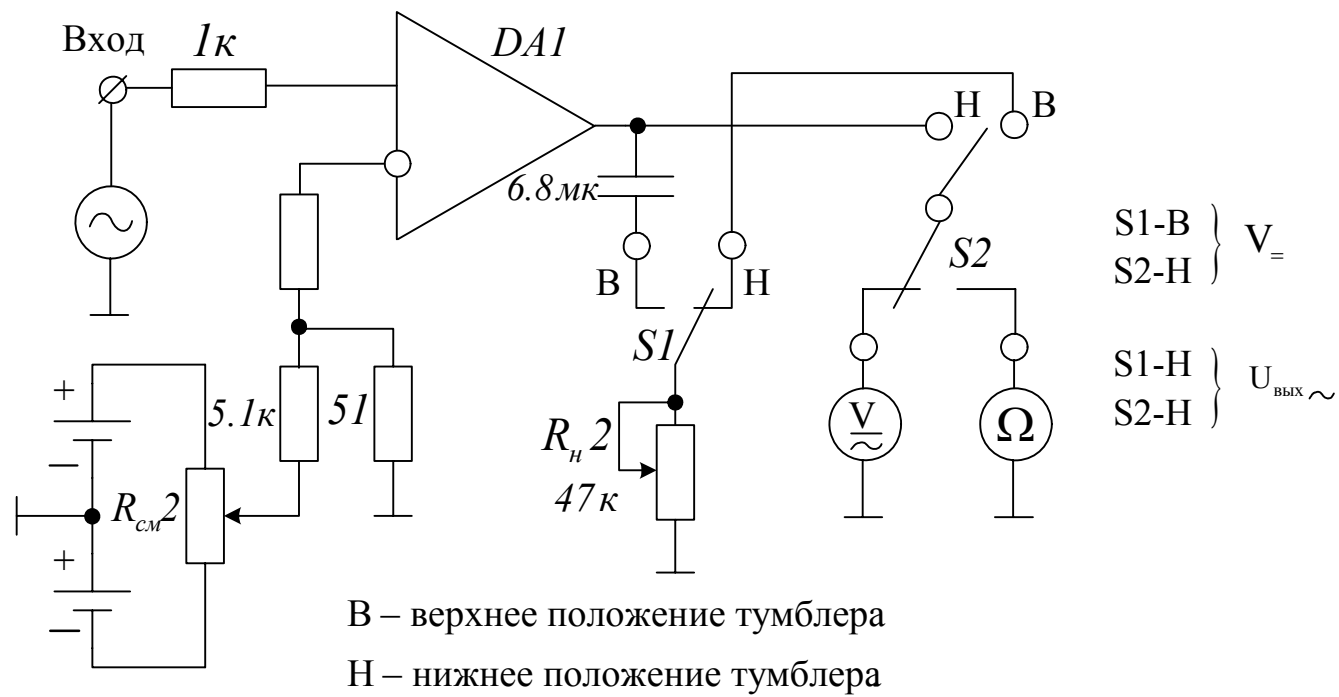 Вход
1к
DA1
Н
В
6.8мк
S1-В
S2-Н
V=
В
Н
S2
S1
S1-Н
S2-Н
Uвых ~
+
−
5.1к
51
Rн2
47к
V
Ω
Rсм2
+
−
В – верхнее положение тумблера
Н – нижнее положение тумблера